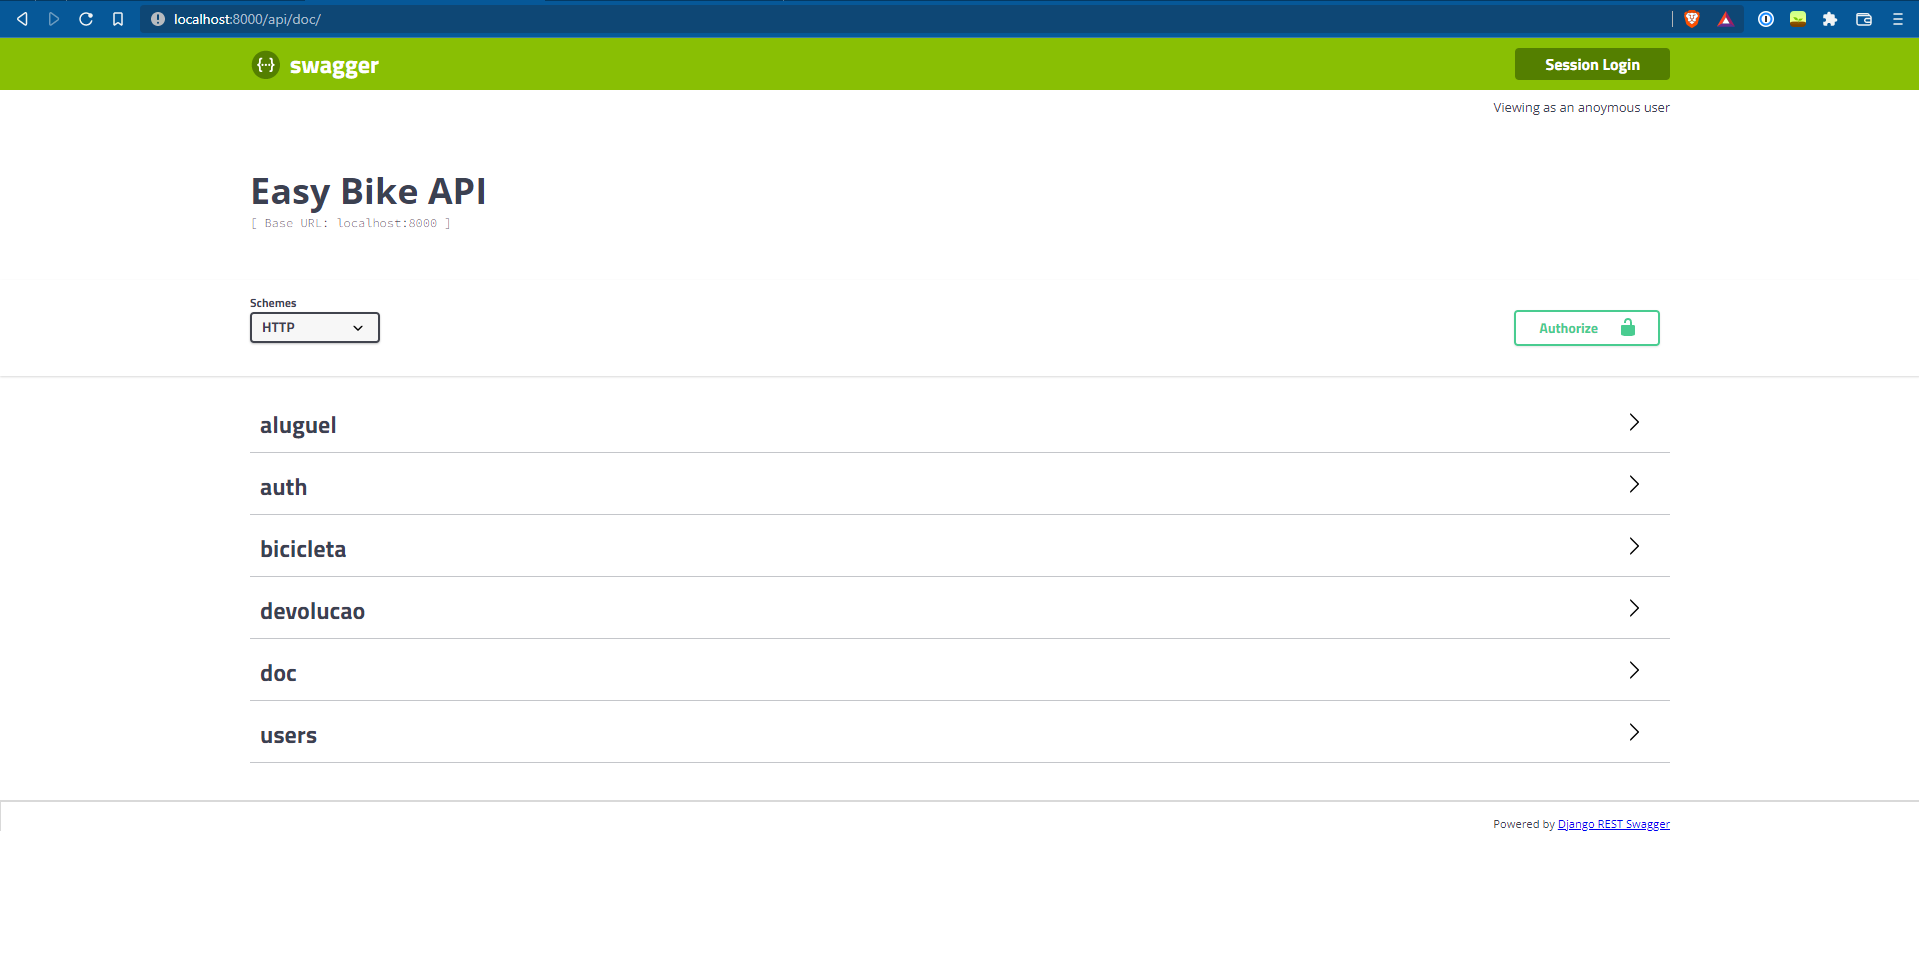 localhost:8000/api/doc/
{··} swagger
Session Login
Viewing as an anoymous user
Easy Bike API
[ Base URL: localhost:8000 ]
Schemes
HTTP
Authorize
aluguel
auth
bicicleta
devolucao
doc
users
Powered by Django REST Swagger